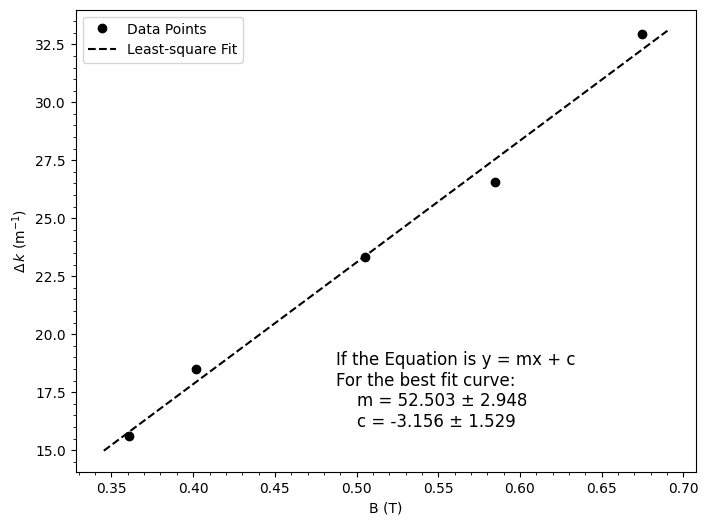 Data Points
Least-square Fit
32.5
30.0
27.5
25.0
22.5
20.0
17.5
15.0
Δk (m⁻¹)
If the Equation is y = mx + c
For the best fit curve:
m = 52.503 ± 2.948
c = -3.156 ± 1.529
0.35 0.40 0.45 0.50 0.55 0.60 0.65 0.70
B (T)